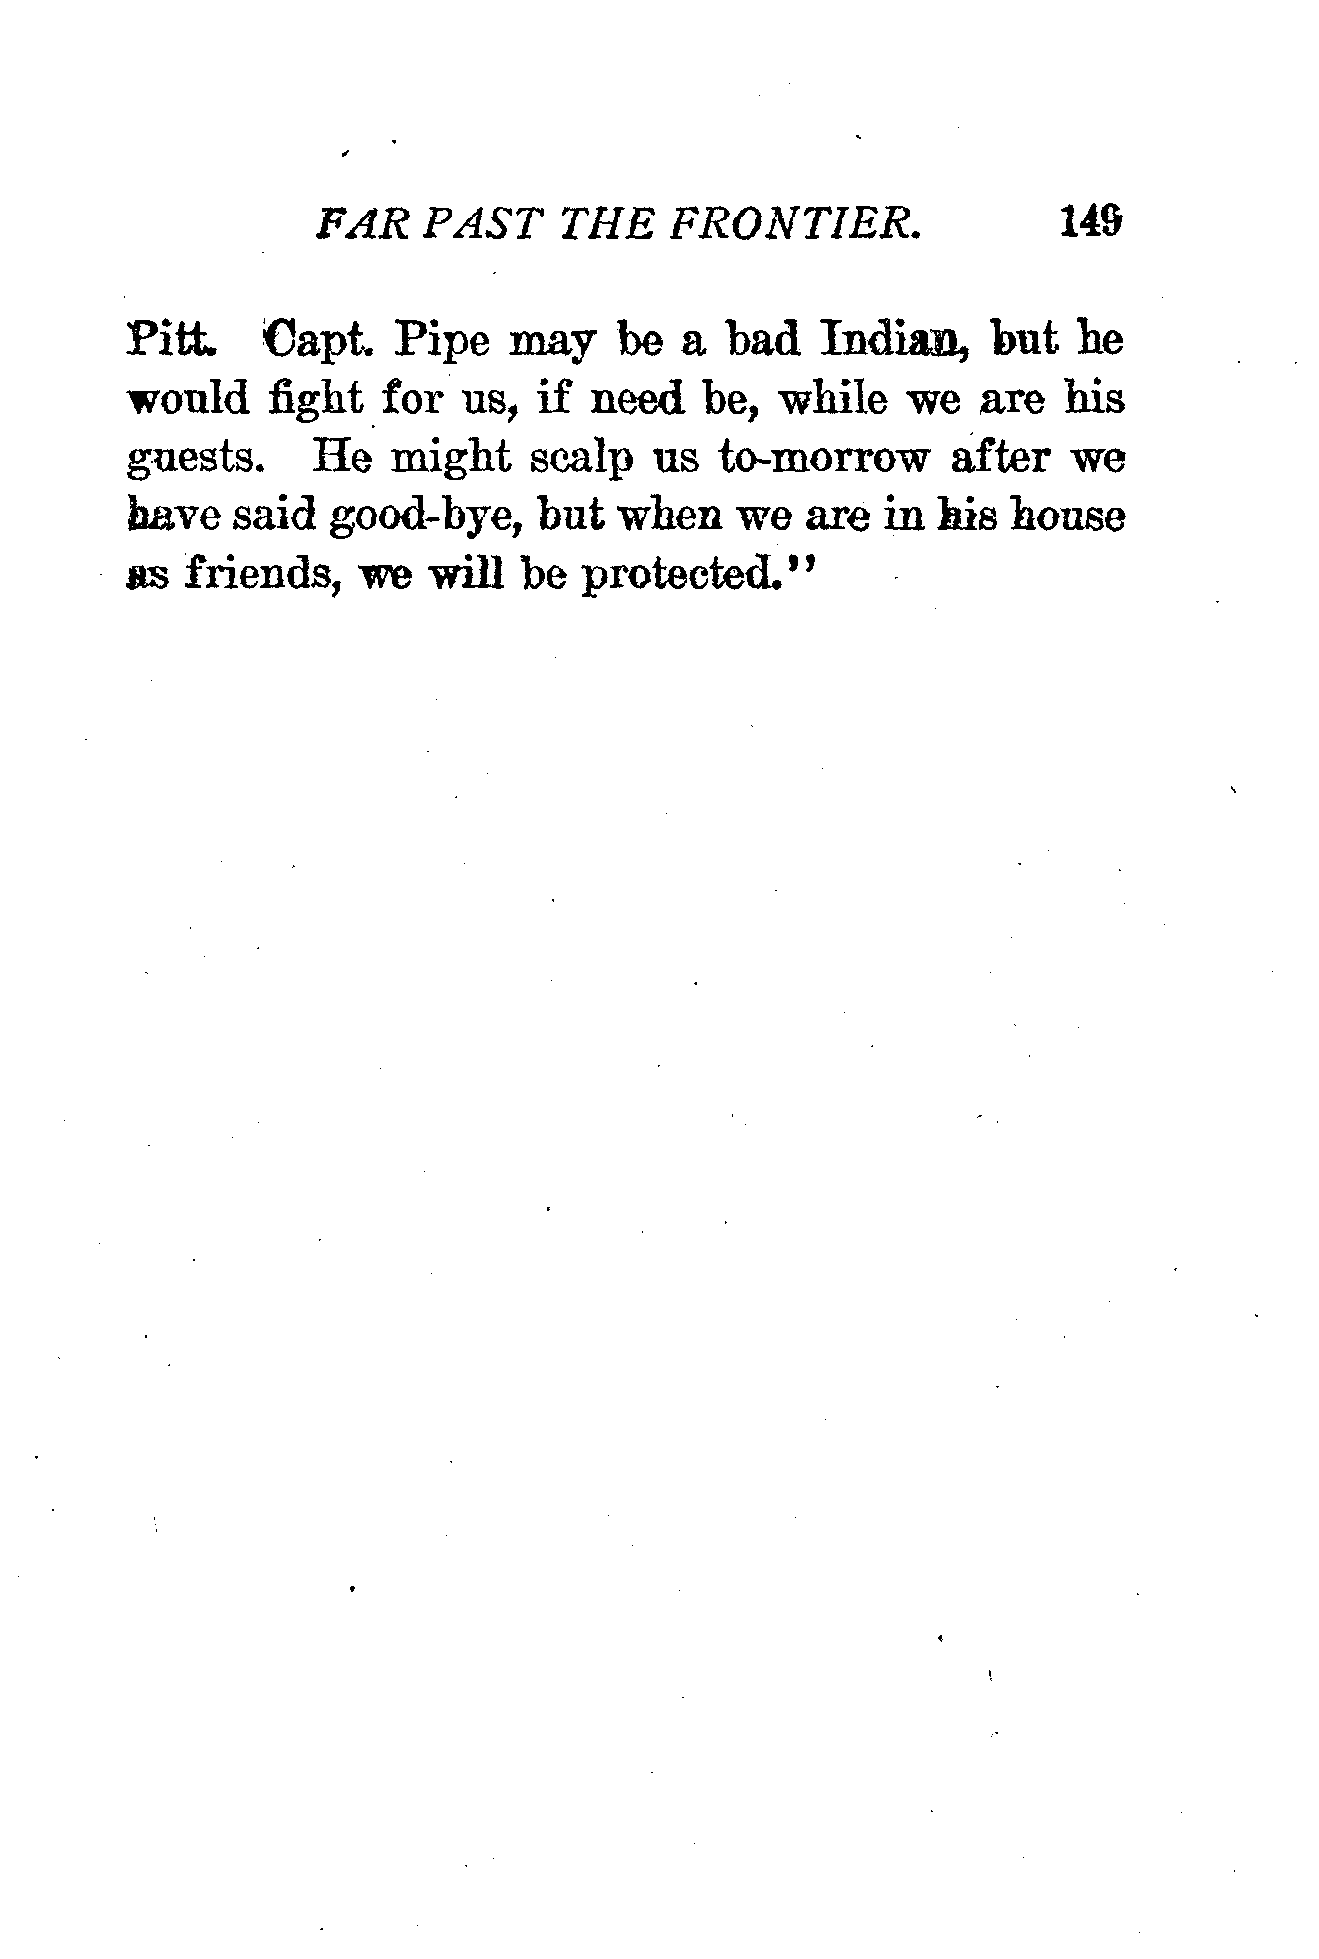 FAR PAST THE FRONTIER. 149
Pitt. Capt. Pipe may be a bad Indian, but he
would fight for us, if need be, while we are his
guests. He might scalp us to-morrow after we
have said good-bye, but when we are in his house
as friends, we will be protected."